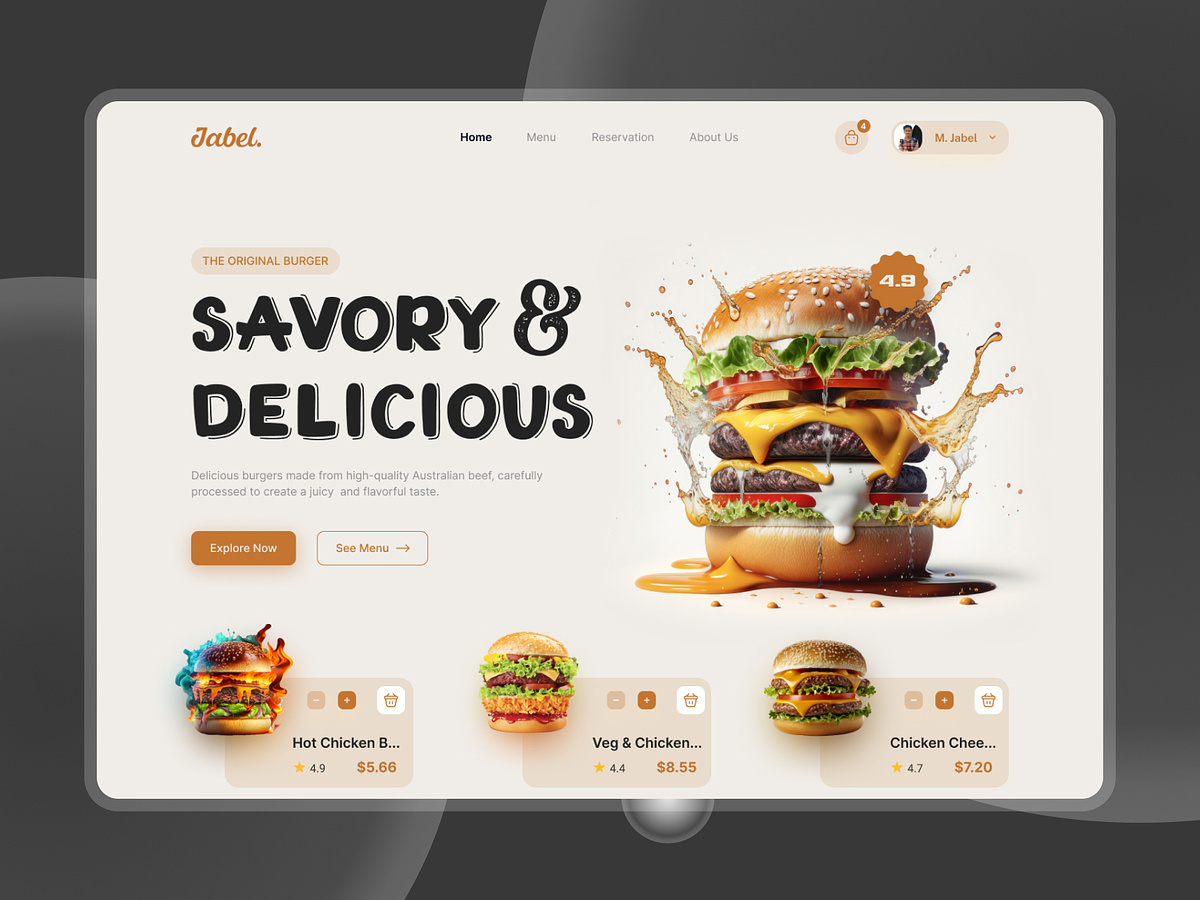 Jabel.
Home
Menu
Reservation
About Us
4
M. Jabel
THE ORIGINAL BURGER
SAVORY &
DELICIOUS
4.9
Delicious burgers made from high-quality Australian beef, carefully
processed to create a juicy  and flavorful taste.
Explore Now
See Menu →
− +
Hot Chicken B...
4.9 $5.66
− +
Veg & Chicken...
4.4 $8.55
− +
Chicken Chee...
4.7 $7.20